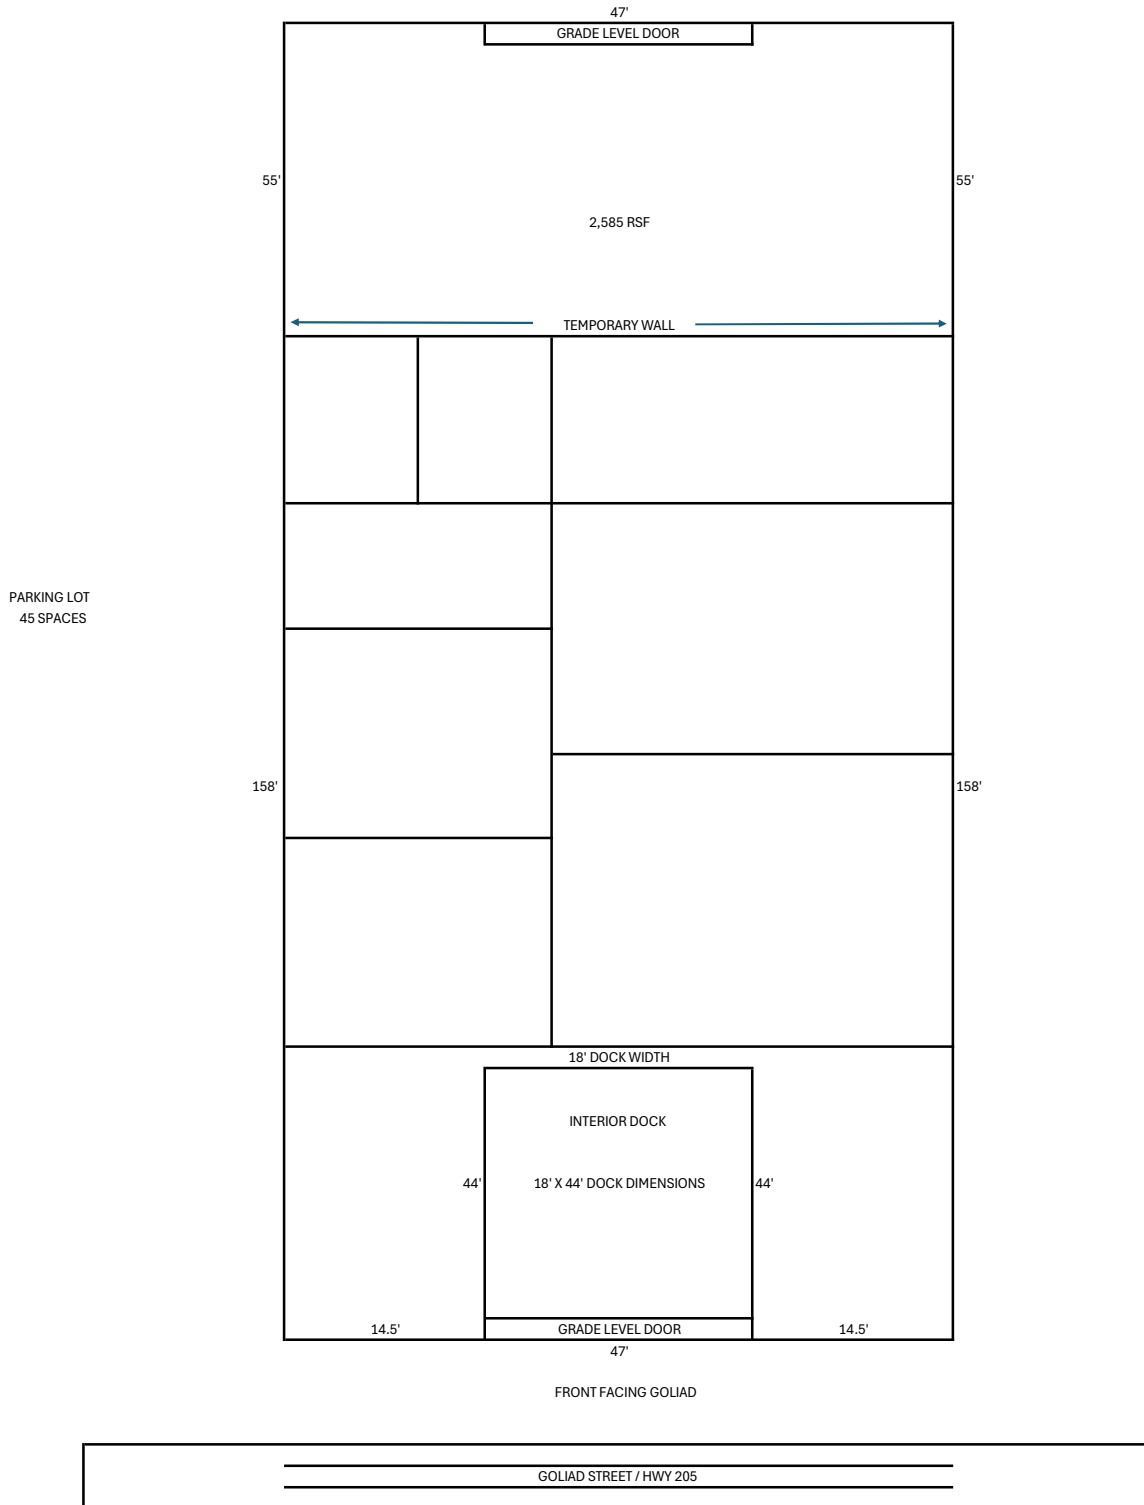 47'
GRADE LEVEL DOOR
55'
55'
2,585 RSF
TEMPORARY WALL
PARKING LOT
45 SPACES
158'
158'
18' DOCK WIDTH
INTERIOR DOCK
44'
18' X 44' DOCK DIMENSIONS
44'
14.5'
GRADE LEVEL DOOR
14.5'
47'
FRONT FACING GOLIAD
GOLIAD STREET / HWY 205